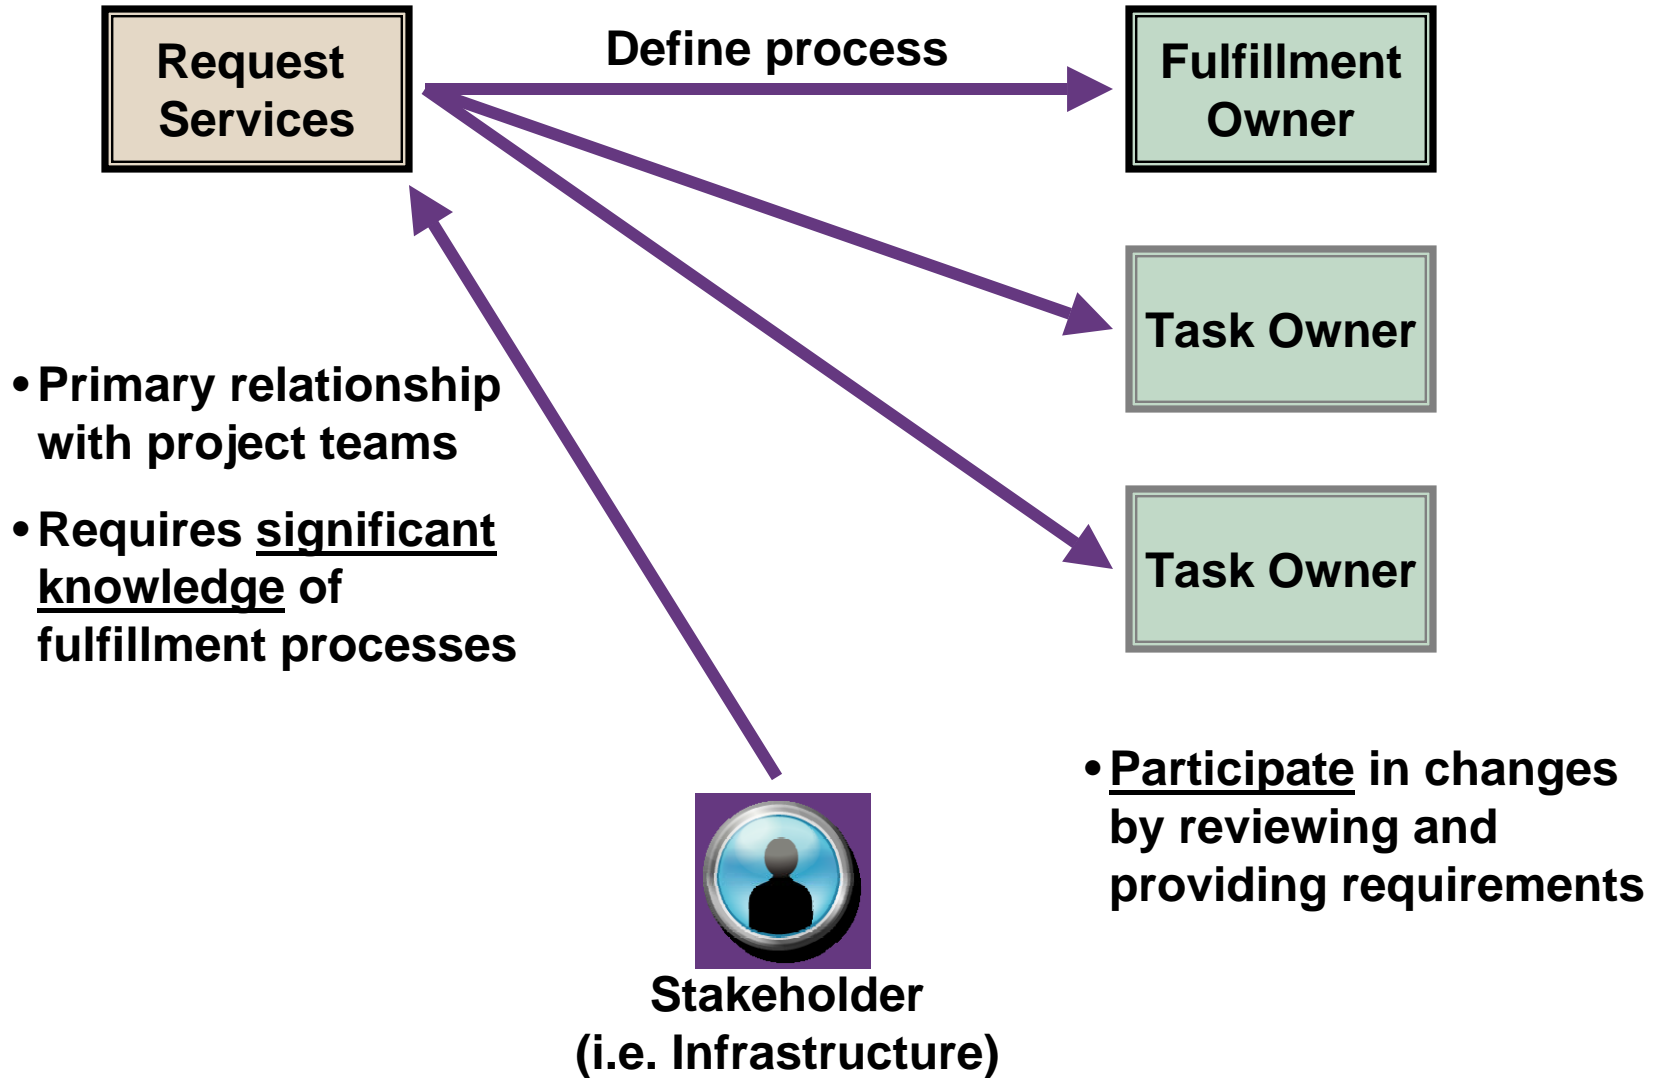 Request
Services
Define process
Fulfillment
Owner
Task Owner
Task Owner
•Primary relationship
with project teams
•Requires significant
knowledge of
fulfillment processes
•Participate in changes
by reviewing and
providing requirements
Stakeholder
(i.e. Infrastructure)